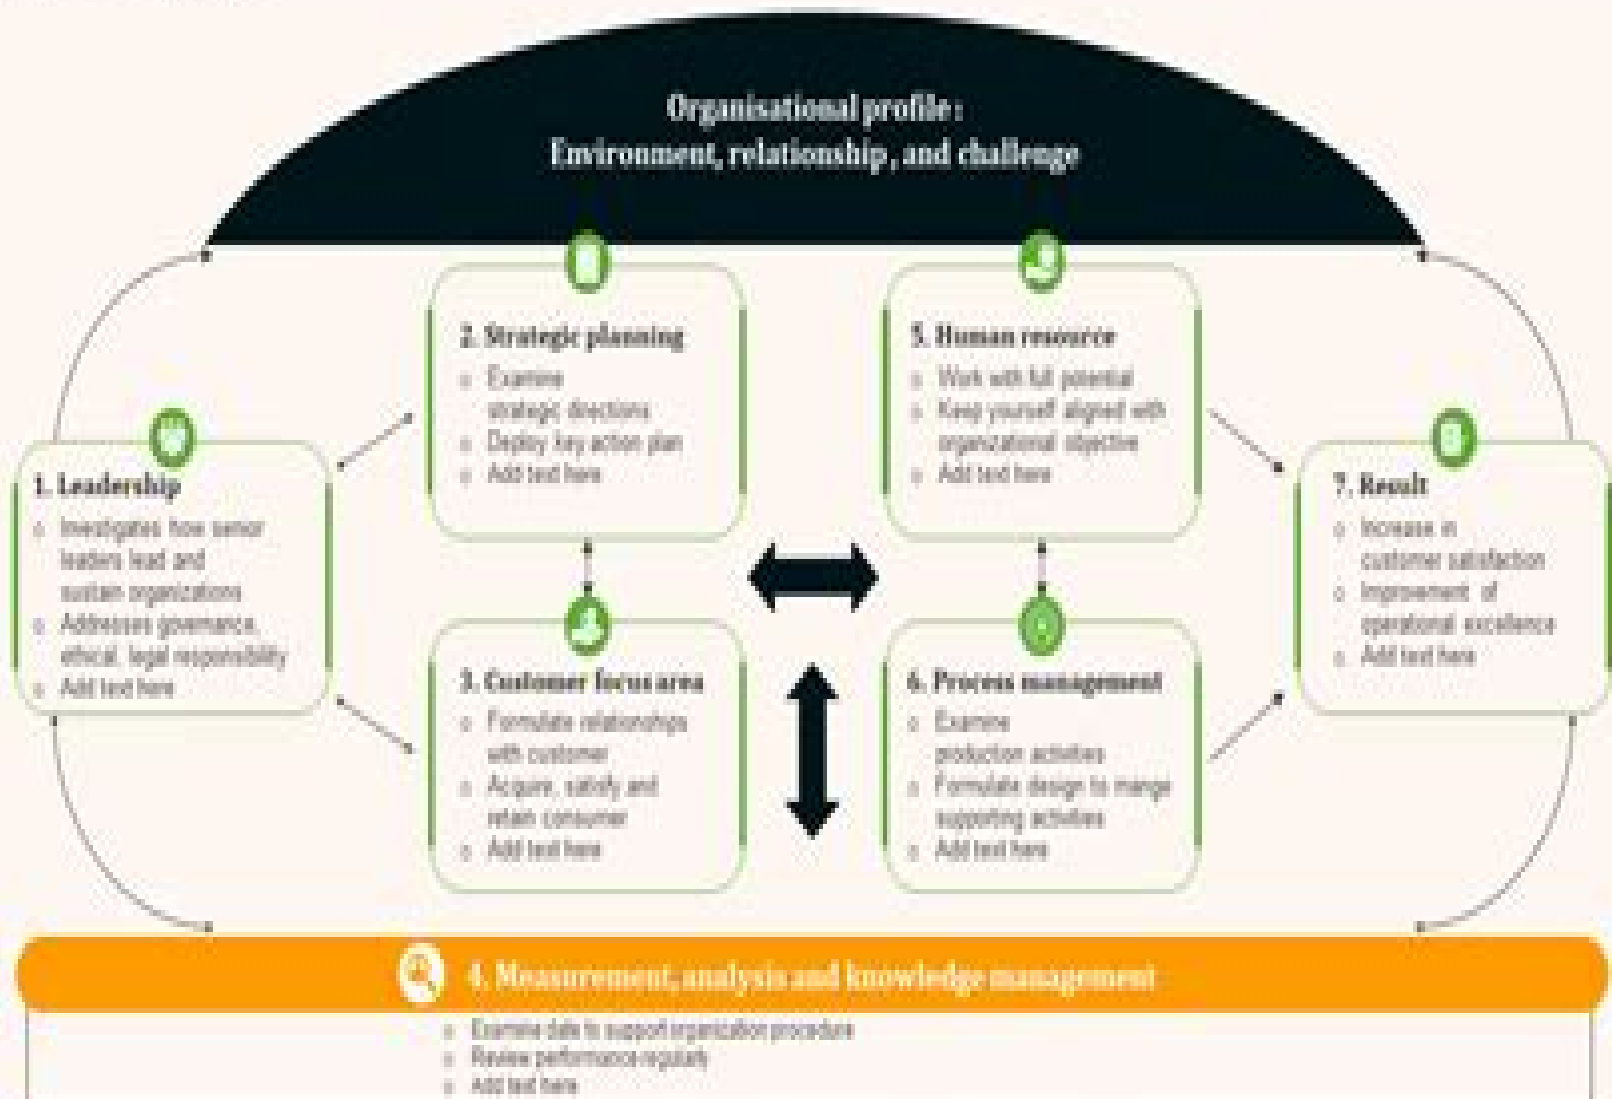 Organisational profile :
Environment, relationship, and challenge
1. Leadership
o Investigates how senior
leaders lead and
sustain organizations
o Addresses governance,
ethical, legal responsibility
o Add text here
2. Strategic planning
o Examine
strategic directions
o Deploy key action plan
o Add text here
3. Customer focus area
o Formulate relationships
with customer
o Acquire, satisfy and
retain consumer
o Add text here
5. Human resource
o Work with full potential
o Keep yourself aligned with
organizational objective
o Add text here
6. Process management
o Examine
production activities
o Formulate design to mange
supporting activities
o Add text here
7. Result
o Increase in
customer satisfaction
o Improvement of
operational excellence
o Add text here
4. Measurement, analysis and knowledge management
o Examine data to support organization procedure
o Review performance regularly
o Add text here